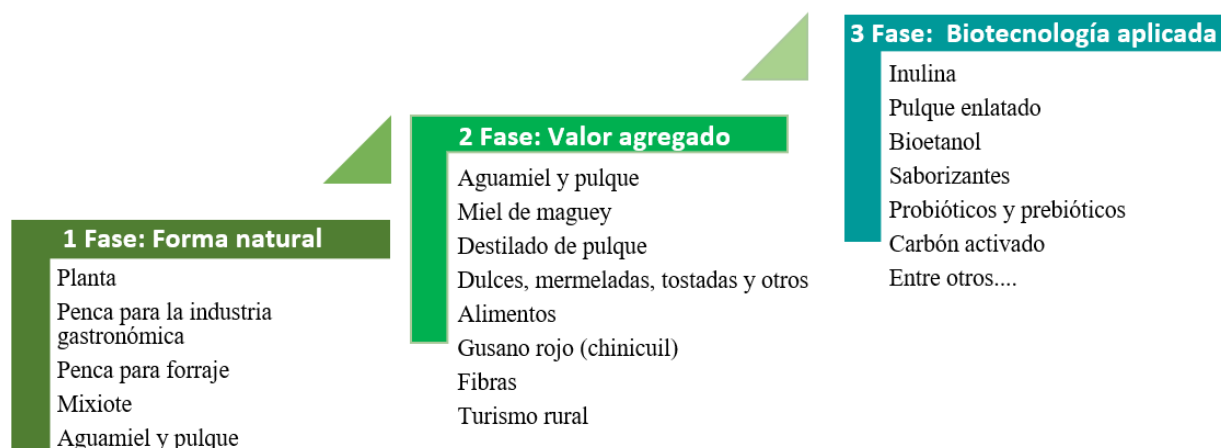 1 Fase: Forma natural
Planta
Penca para la industria
gastronómica
Penca para forraje
Mixiote
Aguamiel y pulque
2 Fase: Valor agregado
Aguamiel y pulque
Miel de maguey
Destilado de pulque
Dulces, mermeladas, tostadas y otros
Alimentos
Gusano rojo (chinicuil)
Fibras
Turismo rural
3 Fase: Biotecnología aplicada
Inulina
Pulque enlatado
Bioetanol
Saborizantes
Probióticos y prebióticos
Carbón activado
Entre otros....